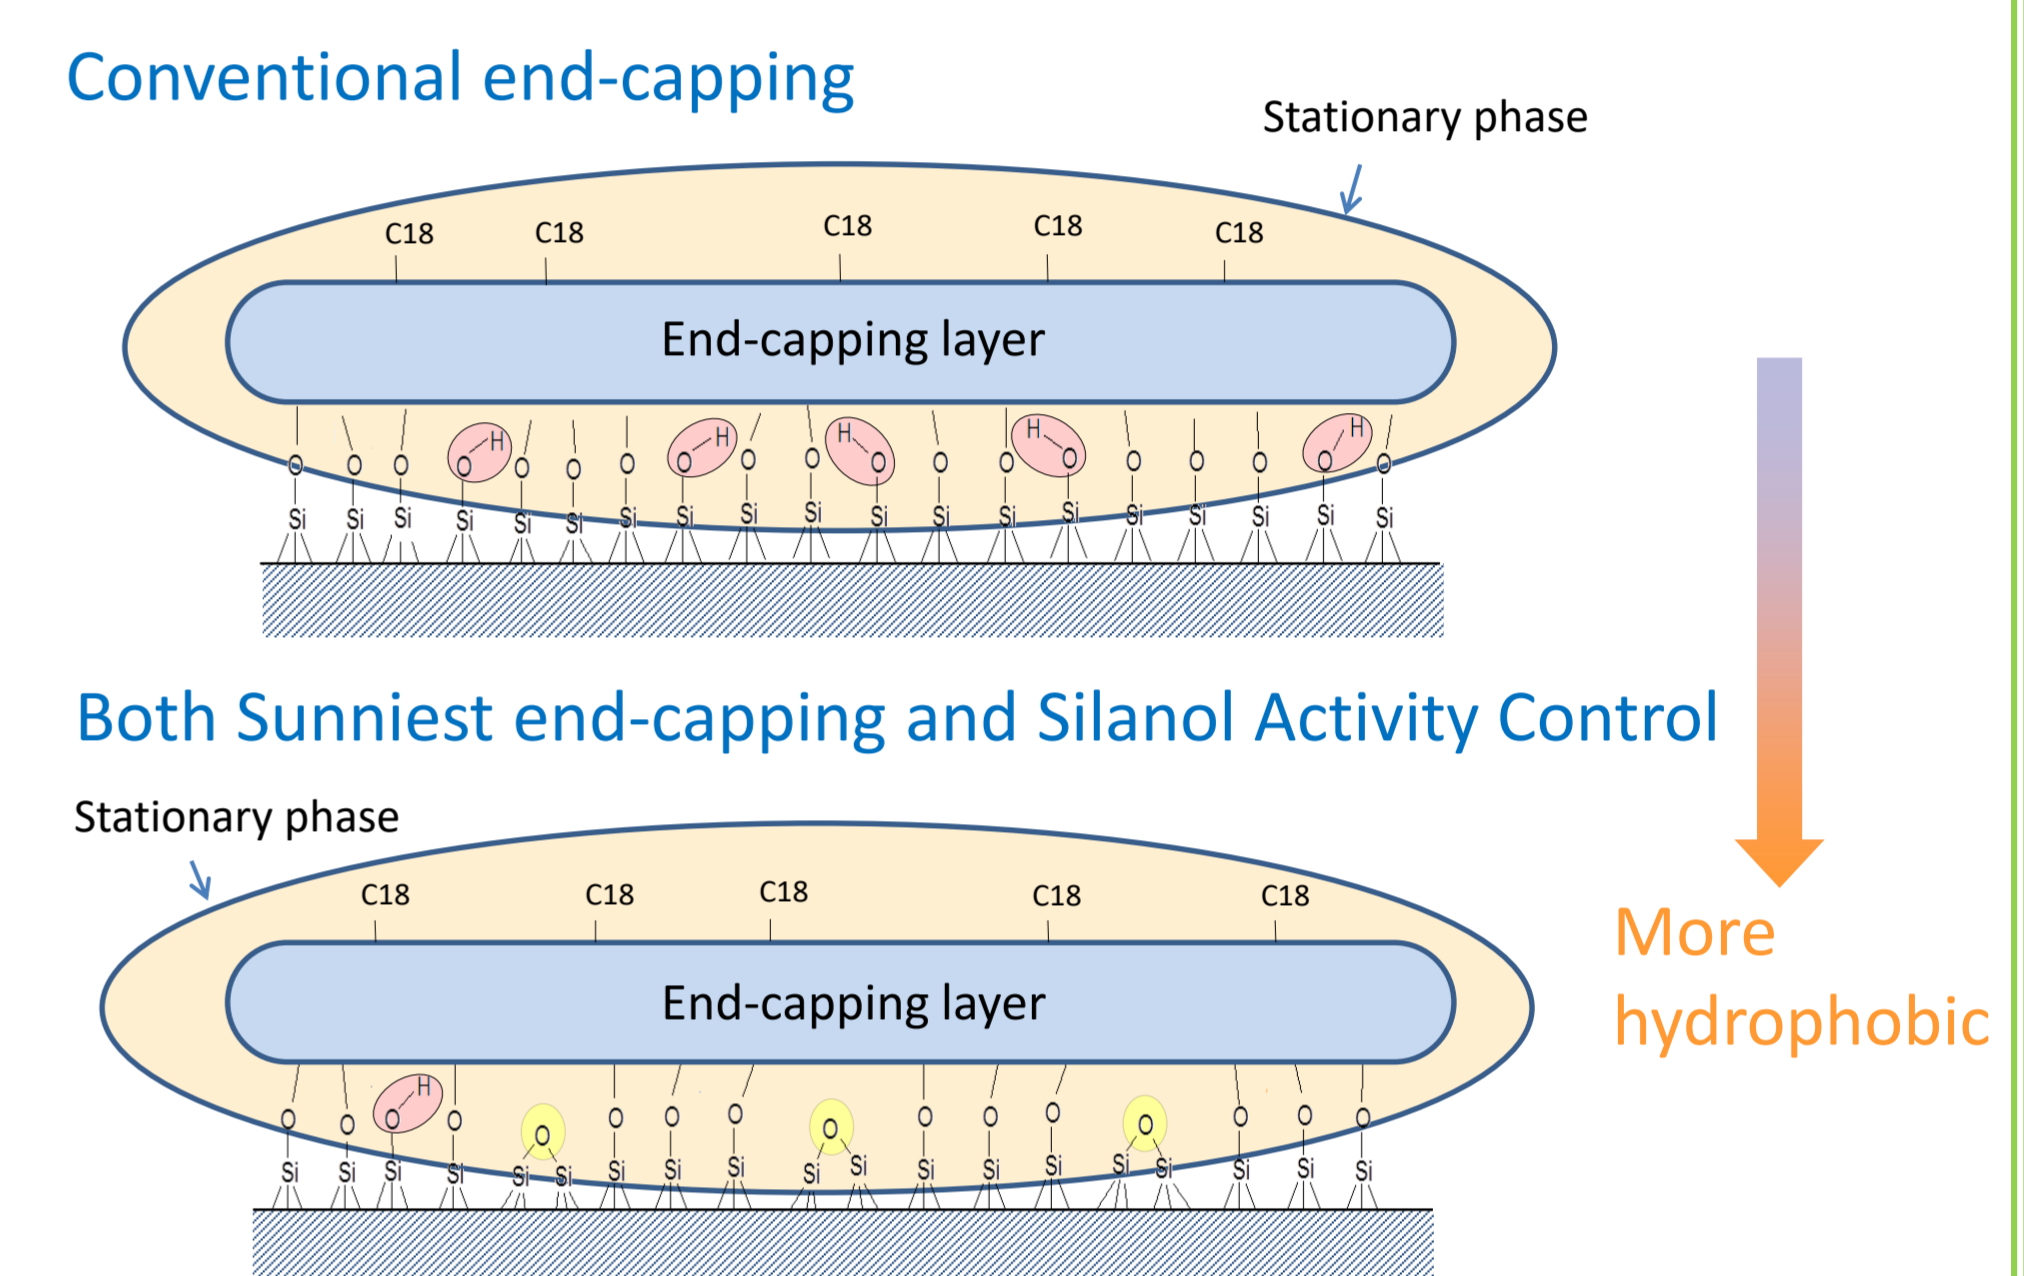 Conventional end-capping
Stationary phase
C18 C18 C18 C18 C18
End-capping layer
H H H H H
O O O O O O O O O O O O O O O O O O O
Si Si Si Si Si Si Si Si Si Si Si Si Si Si Si Si Si Si Si
Both Sunniest end-capping and Silanol Activity Control
Stationary phase
C18 C18 C18 C18 C18
End-capping layer
More
hydrophobic
H
O O O O O O O O O O O O O O O O
Si Si Si Si Si Si Si Si Si Si Si Si Si Si Si Si Si Si Si